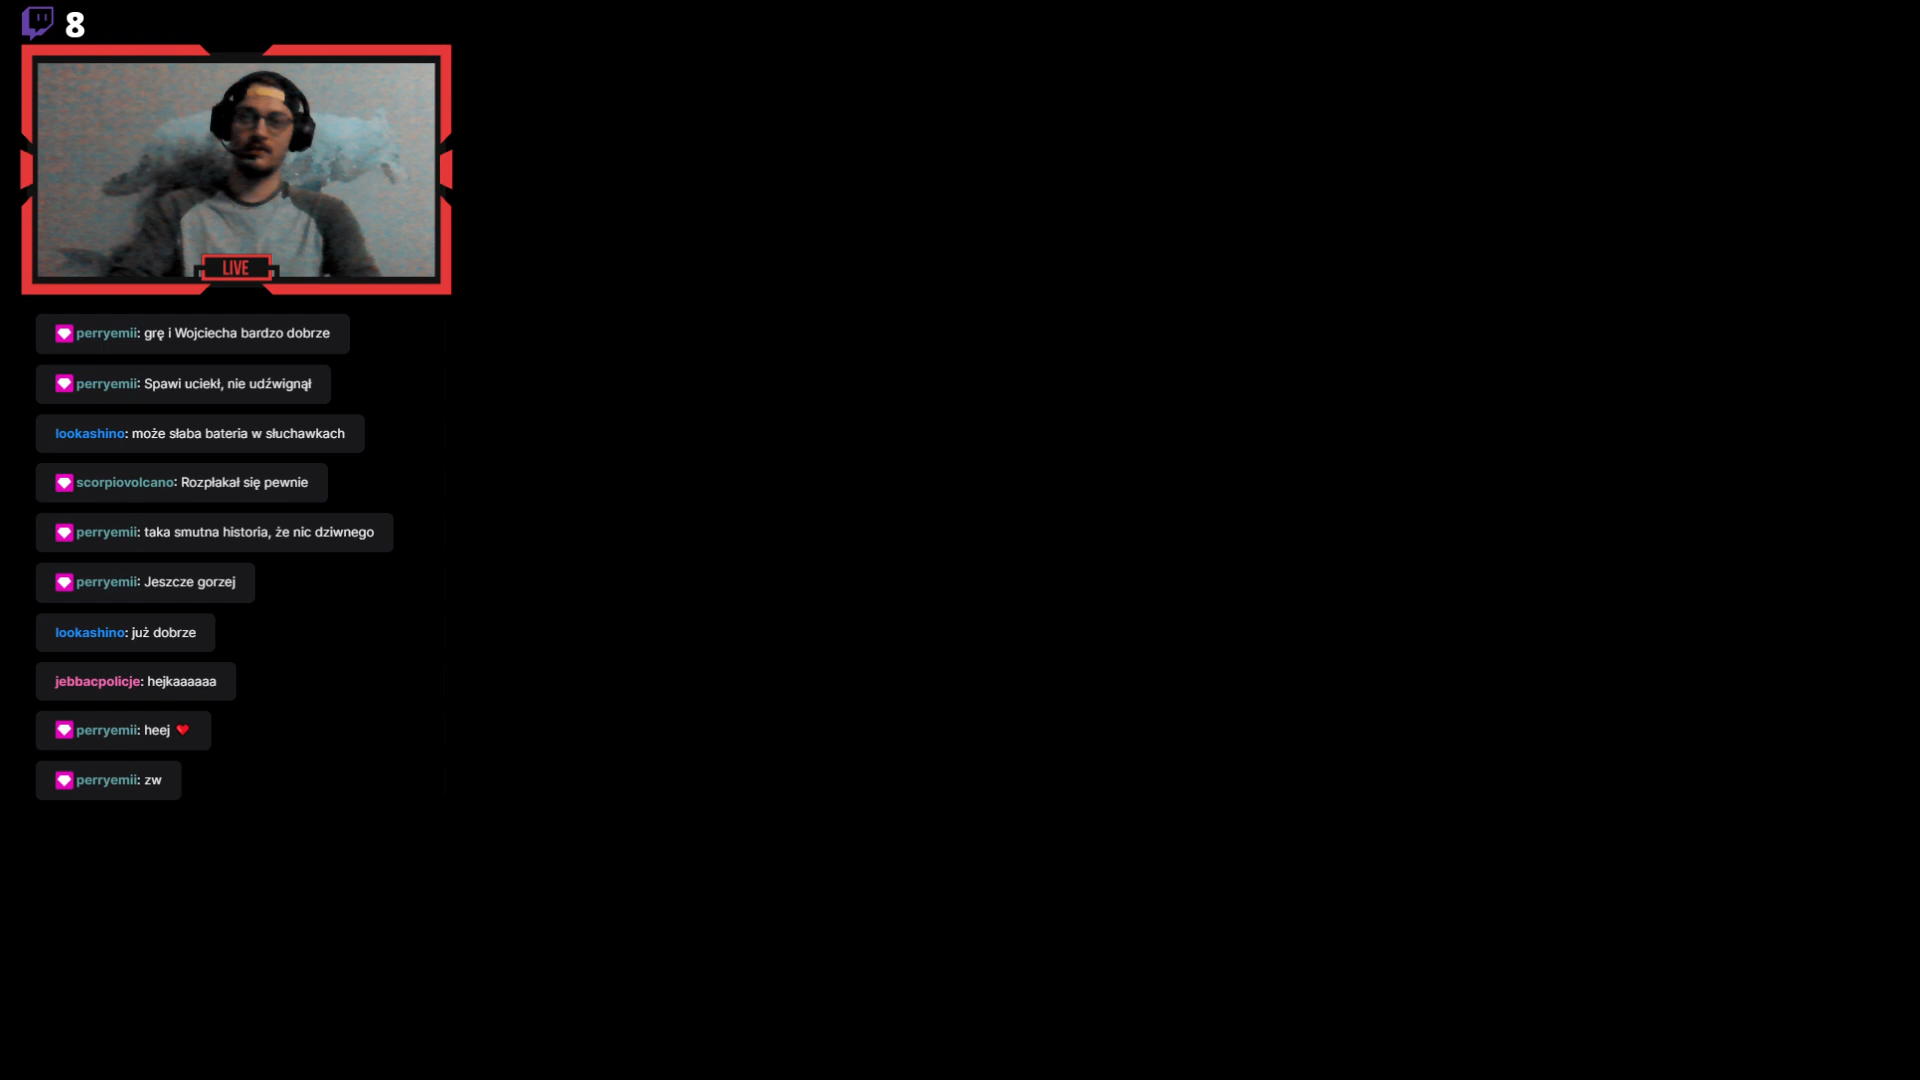 8
LIVE
perryemii: grę i Wojciecha bardzo dobrze
perryemii: Spawi uciekł, nie udźwignął
lookashino: może słaba bateria w słuchawkach
scorpiovolcano: Rozpłakał się pewnie
perryemii: taka smutna historia, że nic dziwnego
perryemii: Jeszcze gorzej
lookashino: już dobrze
jebbacpolicje: hejkaaaaaa
perryemii: heej ❤
perryemii: zw